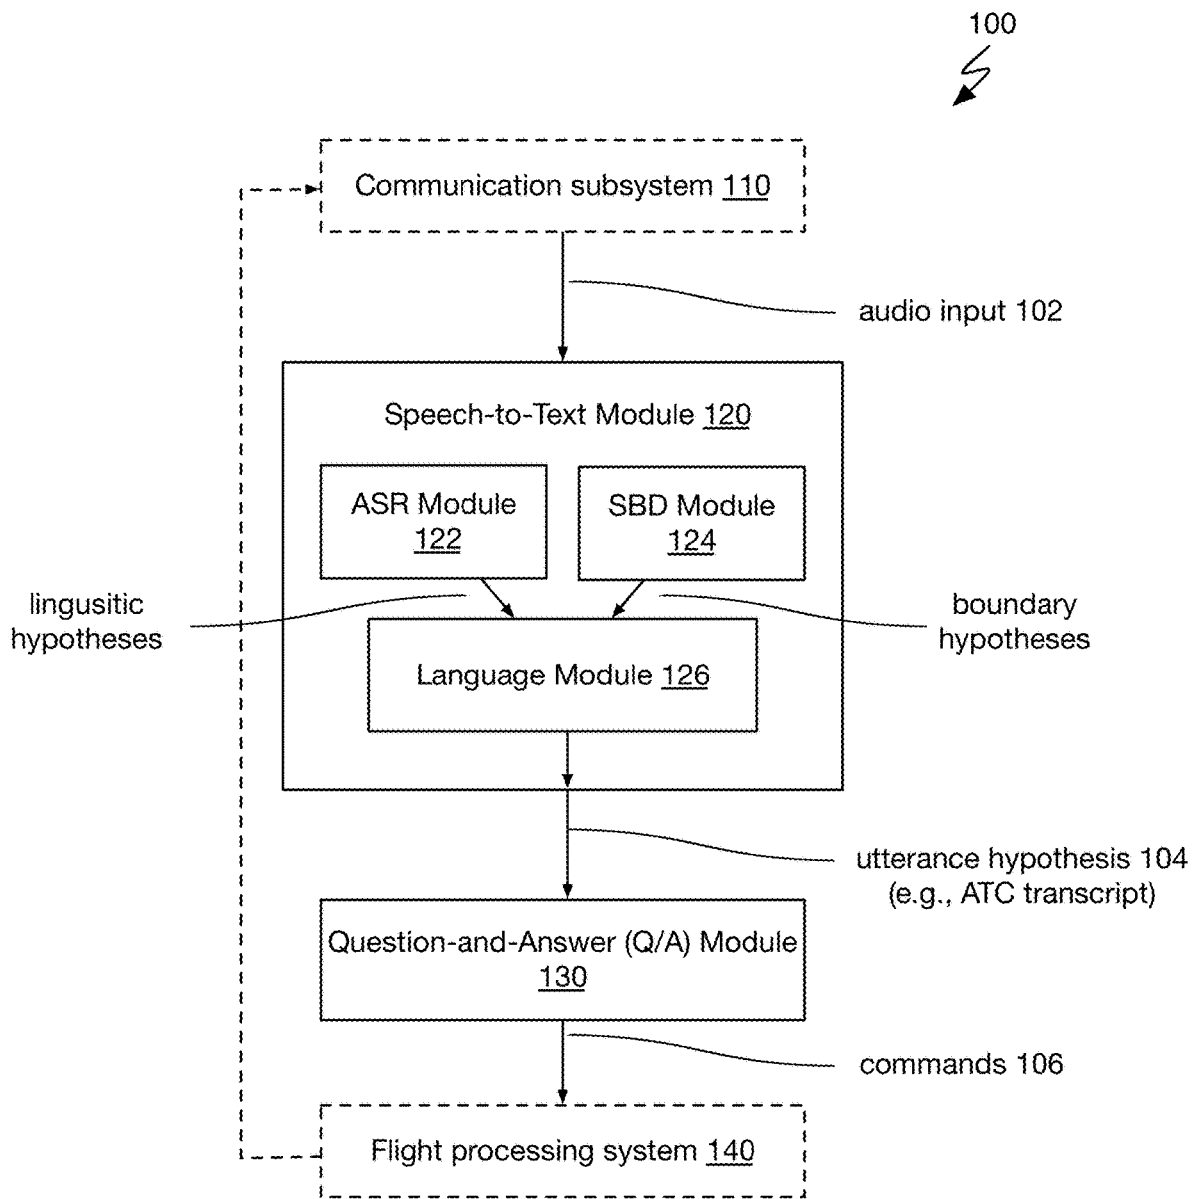 100
Communication subsystem 110
audio input 102
Speech-to-Text Module 120
ASR Module
122
SBD Module
124
lingusitic
hypotheses
boundary
hypotheses
Language Module 126
utterance hypothesis 104
(e.g., ATC transcript)
Question-and-Answer (Q/A) Module
130
commands 106
Flight processing system 140